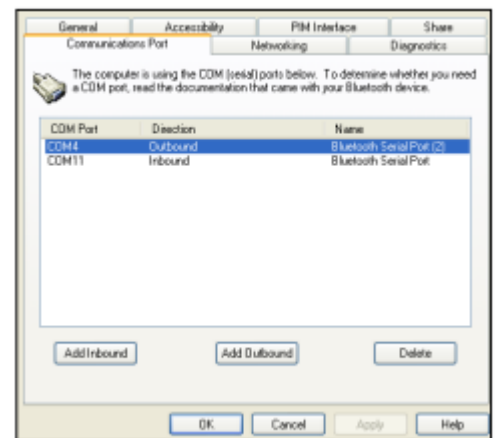 General Accessibility PIM Interface Share
Communications Port Networking Diagnostics
The computer is using the COM (serial) ports below. To determine whether you need
a COM port, read the documentation that came with your Bluetooth device.
COM Port Direction Name
COM4 Outbound Bluetooth Serial Port (2)
COM11 Inbound Bluetooth Serial Port
Add Inbound Add Outbound Delete
OK Cancel Apply Help